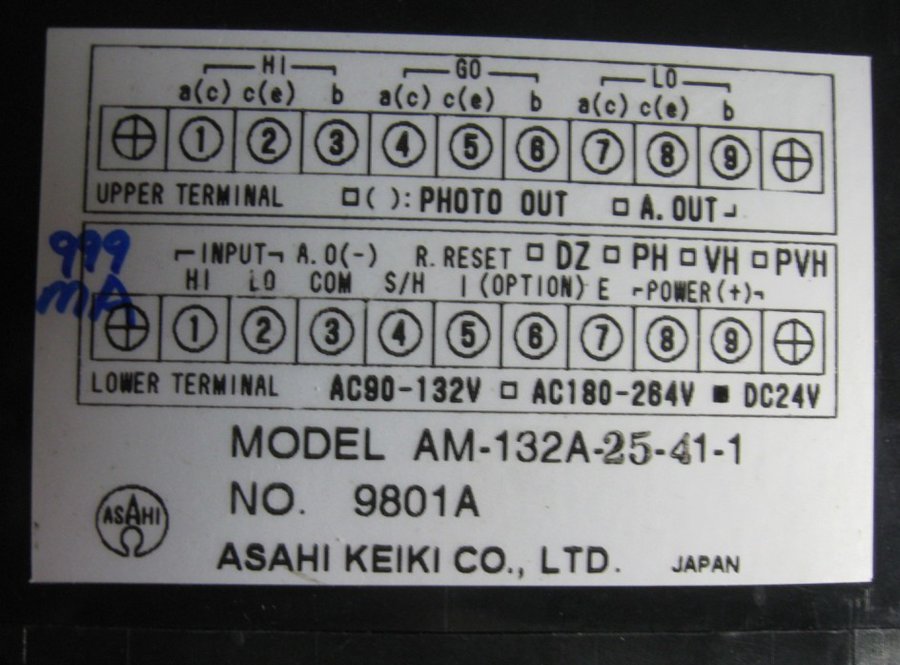 HI GO LO
a(c) c(e) b a(c) c(e) b a(c) c(e) b
1 2 3 4 5 6 7 8 9
UPPER TERMINAL □( ): PHOTO OUT □ A. OUT
999
mA
INPUT A. O(-) R. RESET □ DZ □ PH □ VH □ PVH
HI LO COM S/H I (OPTION) E POWER(+)
1 2 3 4 5 6 7 8 9
LOWER TERMINAL AC90-132V □ AC180-264V ■ DC24V
MODEL AM-132A-25-41-1
NO. 9801A
ASAHI
ASAHI KEIKI CO., LTD. JAPAN